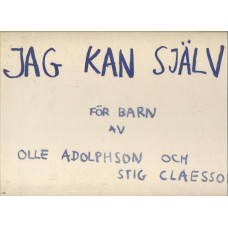 JAG KAN SJÄLV
FÖR BARN
AV
OLLE ADOLPHSON OCH
STIG CLAESSO